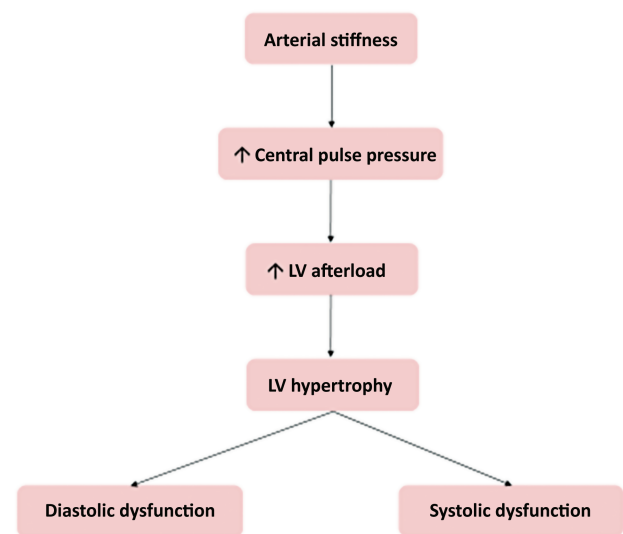 Arterial stiffness
↑ Central pulse pressure
↑ LV afterload
LV hypertrophy
Diastolic dysfunction
Systolic dysfunction